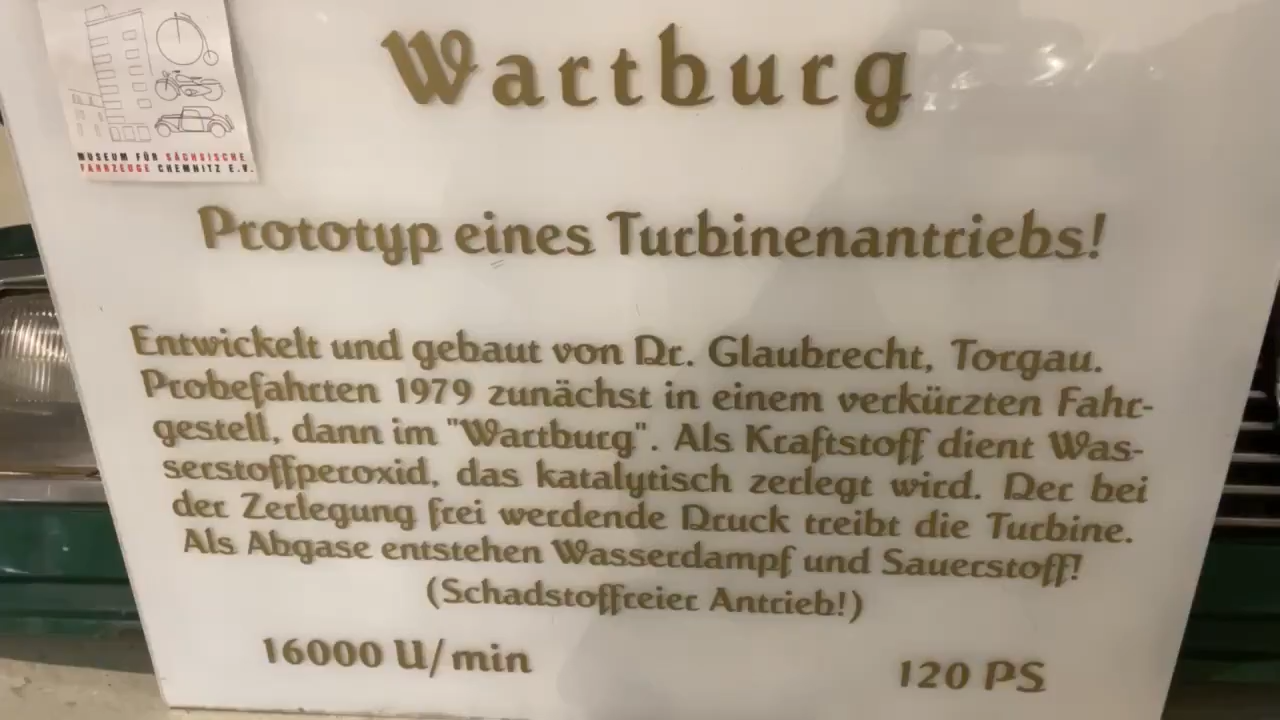 MUSEUM FÜR SÄCHSISCHE
FAHRZEUGE CHEMNITZ E.V.
Wartburg
Prototyp eines Turbinenantriebs!
Entwickelt und gebaut von Dr. Glaubrecht, Torgau.
Probefahrten 1979 zunächst in einem verkürzten Fahr-
gestell, dann im "Wartburg". Als Kraftstoff dient Was-
serstoffperoxid, das katalytisch zerlegt wird. Der bei
der Zerlegung frei werdende Druck treibt die Turbine.
Als Abgase entstehen Wasserdampf und Sauerstoff!
(Schadstoffreier Antrieb!)
16000 U/min
120 PS